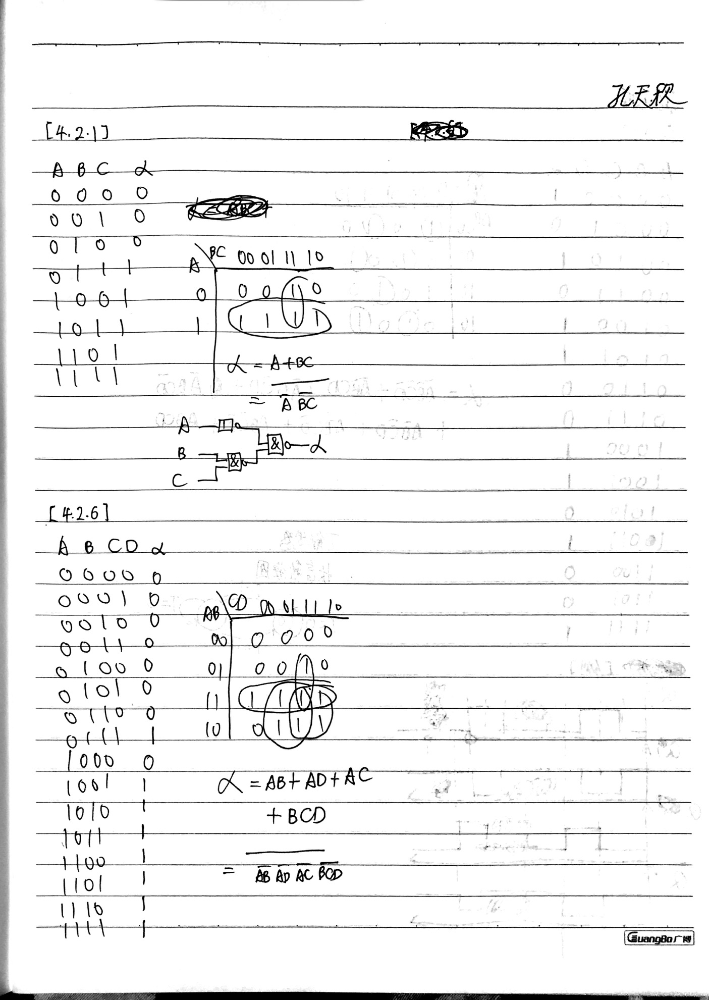 孔天秋
[4.2.1]
A B C α
0 0 0 0
0 0 1 0
0 1 0 0
0 1 1 1
1 0 0 1
1 0 1 1
1 1 0 1
1 1 1 1
BC 00 01 11 10
A
0 0 0 1 0
1 1 1 1 1
α = A+BC
= \overline{\overline{A} \overline{BC}}
A 1
& α
B
&
C
[4.2.6]
A B C D α
0 0 0 0 0
0 0 0 1 0
0 0 1 0 0
0 0 1 1 0
0 1 0 0 0
0 1 0 1 0
0 1 1 0 0
0 1 1 1 1
1 0 0 0 0
1 0 0 1 1
1 0 1 0 1
1 0 1 1 1
1 1 0 0 1
1 1 0 1 1
1 1 1 0 1
1 1 1 1 1
CD 00 01 11 10
AB
00 0 0 0 0
01 0 0 1 0
11 1 1 1 1
10 0 1 1 1
α = AB + AD + AC
+ BCD
= \overline{\overline{AB} \overline{AD} \overline{AC} \overline{BCD}}
GuangBo广博